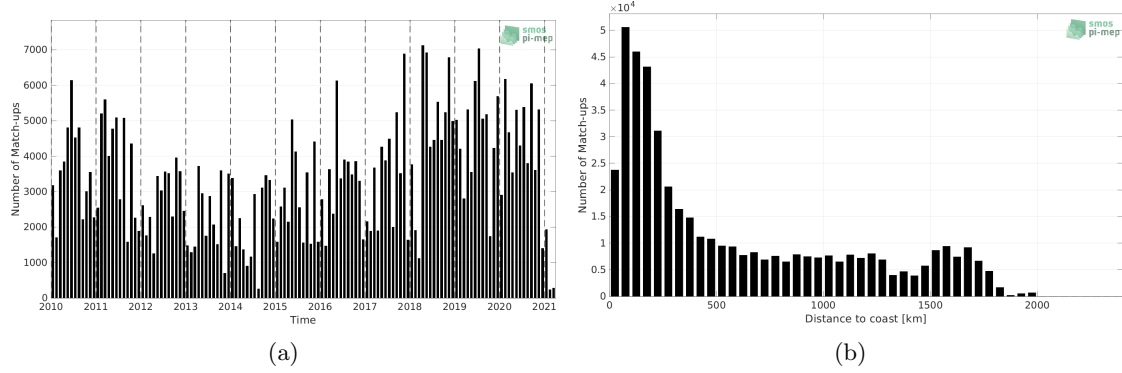 smos
pi-mep
Number of Match-ups
7000
6000
5000
4000
3000
2000
1000
0
2010 2011 2012 2013 2014 2015 2016 2017 2018 2019 2020 2021
Time
(a)
×10⁴
smos
pi-mep
Number of Match-ups
5
4.5
4
3.5
3
2.5
2
1.5
1
0.5
0
0 500 1000 1500 2000
Distance to coast [km]
(b)